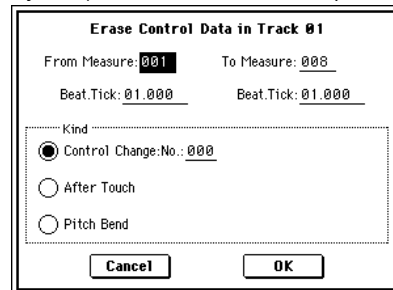 Erase Control Data in Track 01
From Measure: 001 To Measure: 008
Beat.Tick: 01.000 Beat.Tick: 01.000
Kind
Control Change:No.: 000
After Touch
Pitch Bend
Cancel OK